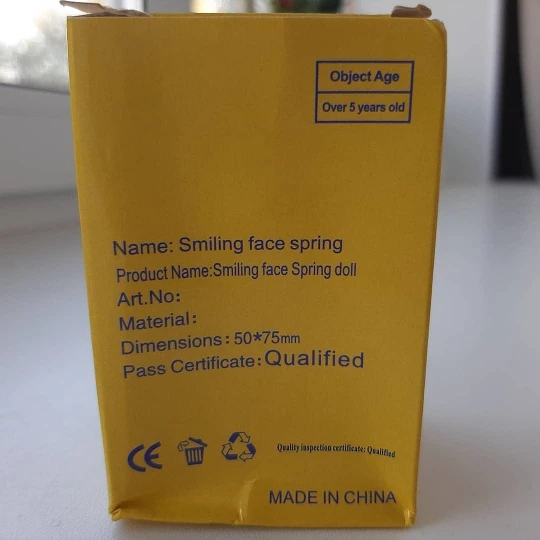 Object Age
Over 5 years old
Name: Smiling face spring
Product Name:Smiling face Spring doll
Art.No:
Material:
Dimensions:50*75mm
Pass Certificate:Qualified
CE
Quality inspection certificate: Qualified
MADE IN CHINA